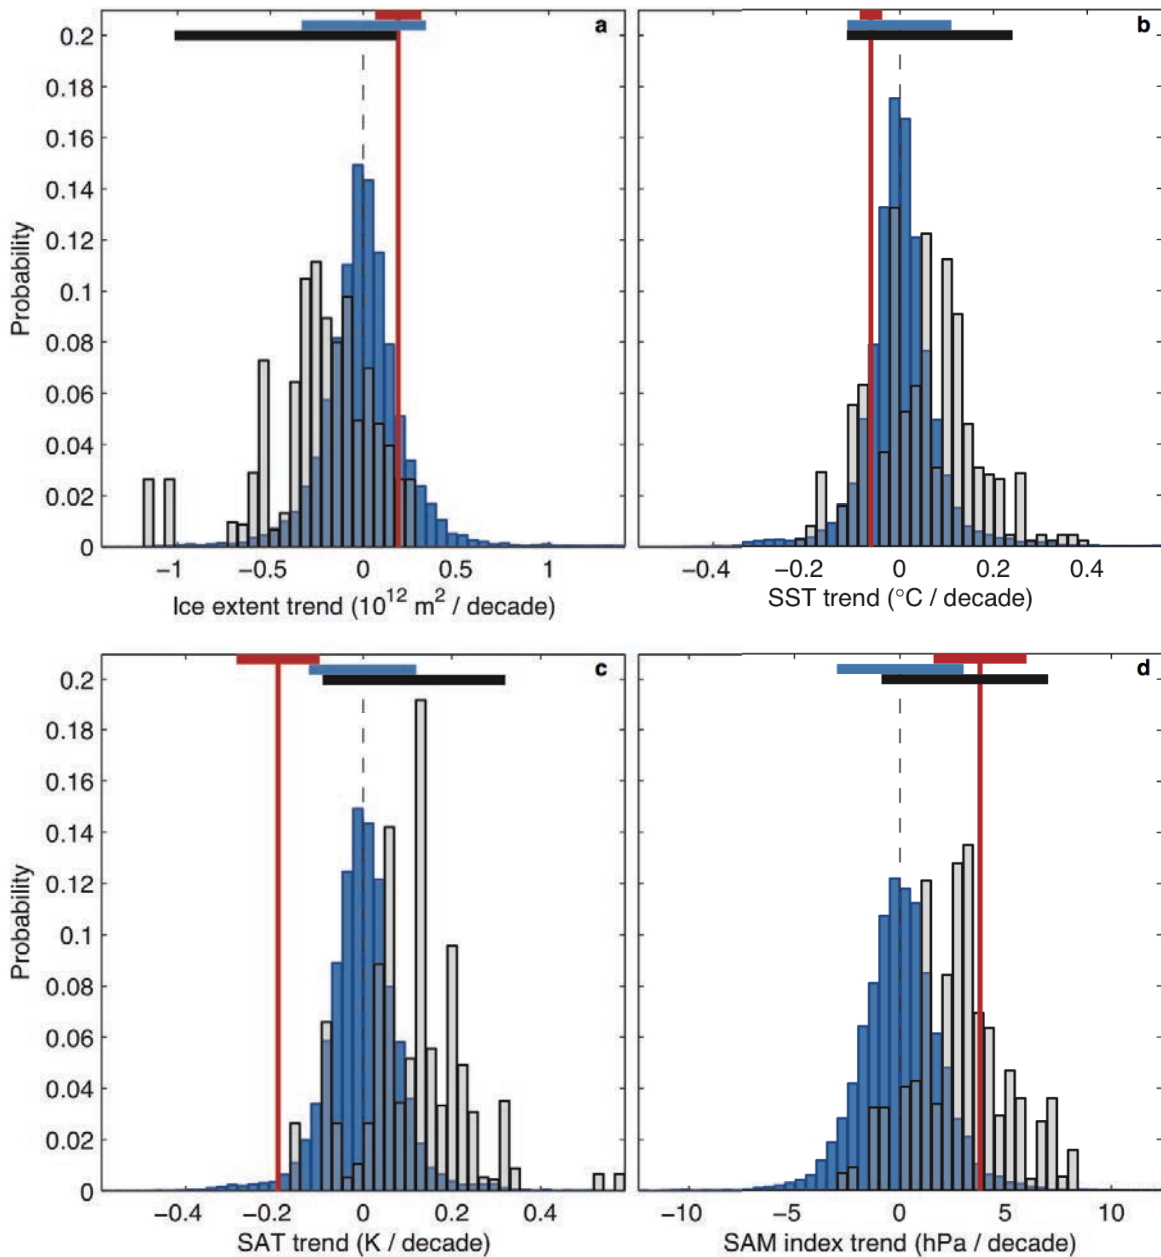 a
b
0.2
0.18
0.16
0.14
0.12
0.1
0.08
0.06
0.04
0.02
0
Probability
−1 −0.5 0 0.5 1
−0.4 −0.2 0 0.2 0.4
Ice extent trend (10¹² m² / decade)
SST trend (°C / decade)
c
d
0.2
0.18
0.16
0.14
0.12
0.1
0.08
0.06
0.04
0.02
0
Probability
−0.4 −0.2 0 0.2 0.4
−10 −5 0 5 10
SAT trend (K / decade)
SAM index trend (hPa / decade)